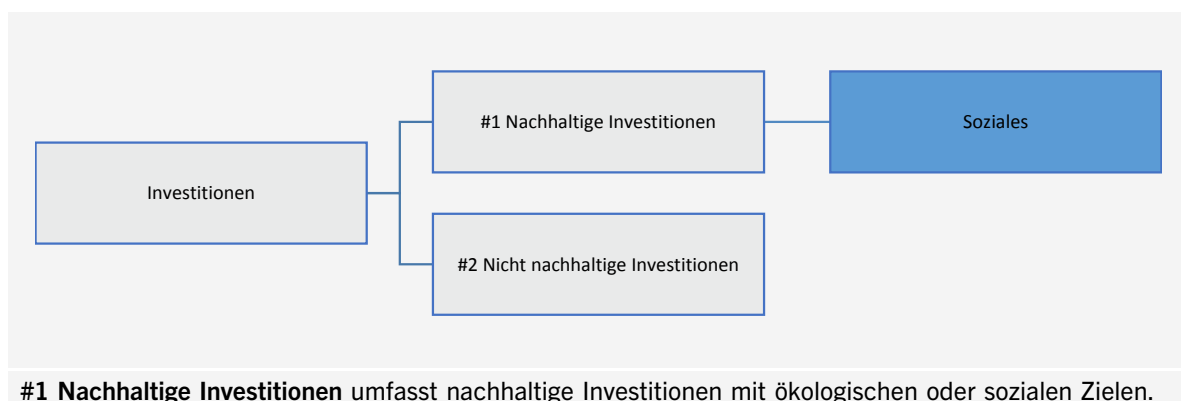 #1 Nachhaltige Investitionen
Soziales
Investitionen
#2 Nicht nachhaltige Investitionen
#1 Nachhaltige Investitionen umfasst nachhaltige Investitionen mit ökologischen oder sozialen Zielen.